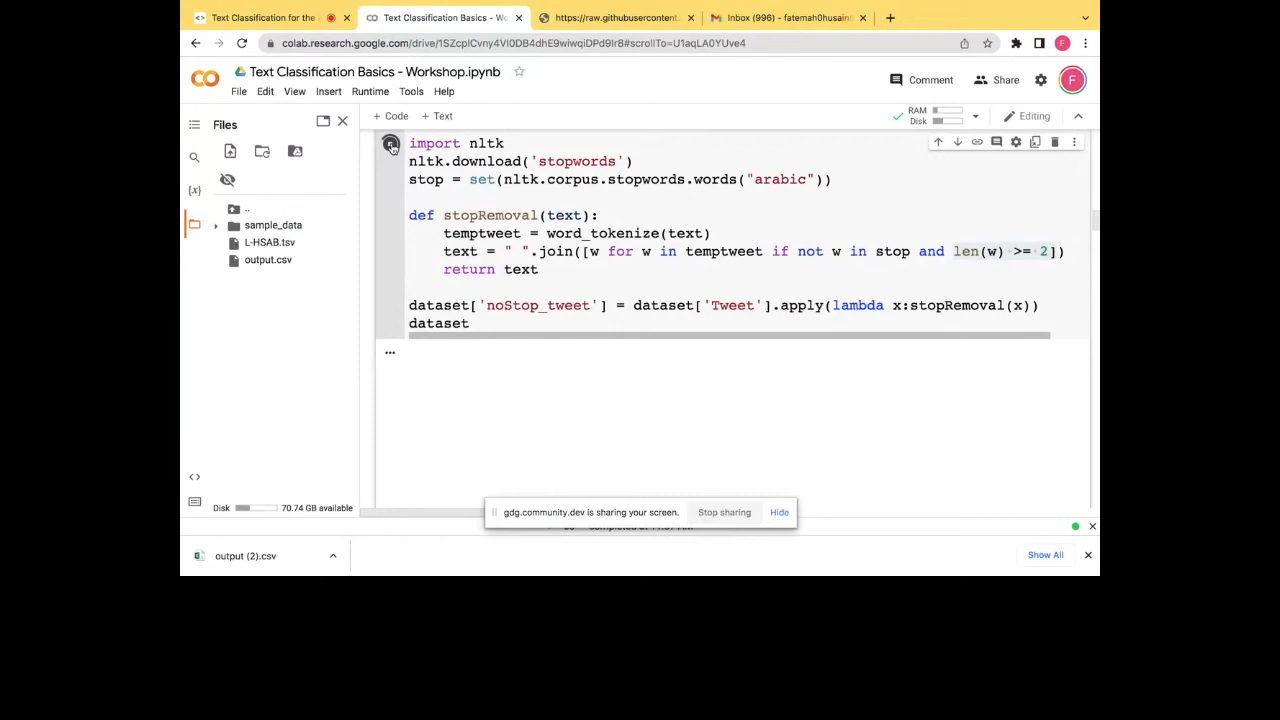 Text Classification for the
Text Classification Basics - Wo
https://raw.githubusercontent.
Inbox (996) - fatemah0husain
colab.research.google.com/drive/1SZcpICvny4VI0DB4dhE9wiwqiDPd9Ir8#scrollTo=U1aqLA0YUve4
F
Text Classification Basics - Workshop.ipynb
Comment
Share
F
File Edit View Insert Runtime Tools Help
Files
+ Code + Text
RAM
Disk
Editing
{x}
..
sample_data
L-HSAB.tsv
output.csv
import nltk
nltk.download('stopwords')
stop = set(nltk.corpus.stopwords.words("arabic"))
def stopRemoval(text):
temptweet = word_tokenize(text)
text = " ".join([w for w in temptweet if not w in stop and len(w) >= 2])
return text
dataset['noStop_tweet'] = dataset['Tweet'].apply(lambda x:stopRemoval(x))
dataset
...
Disk 70.74 GB available
gdg.community.dev is sharing your screen. Stop sharing Hide
output (2).csv
Show All